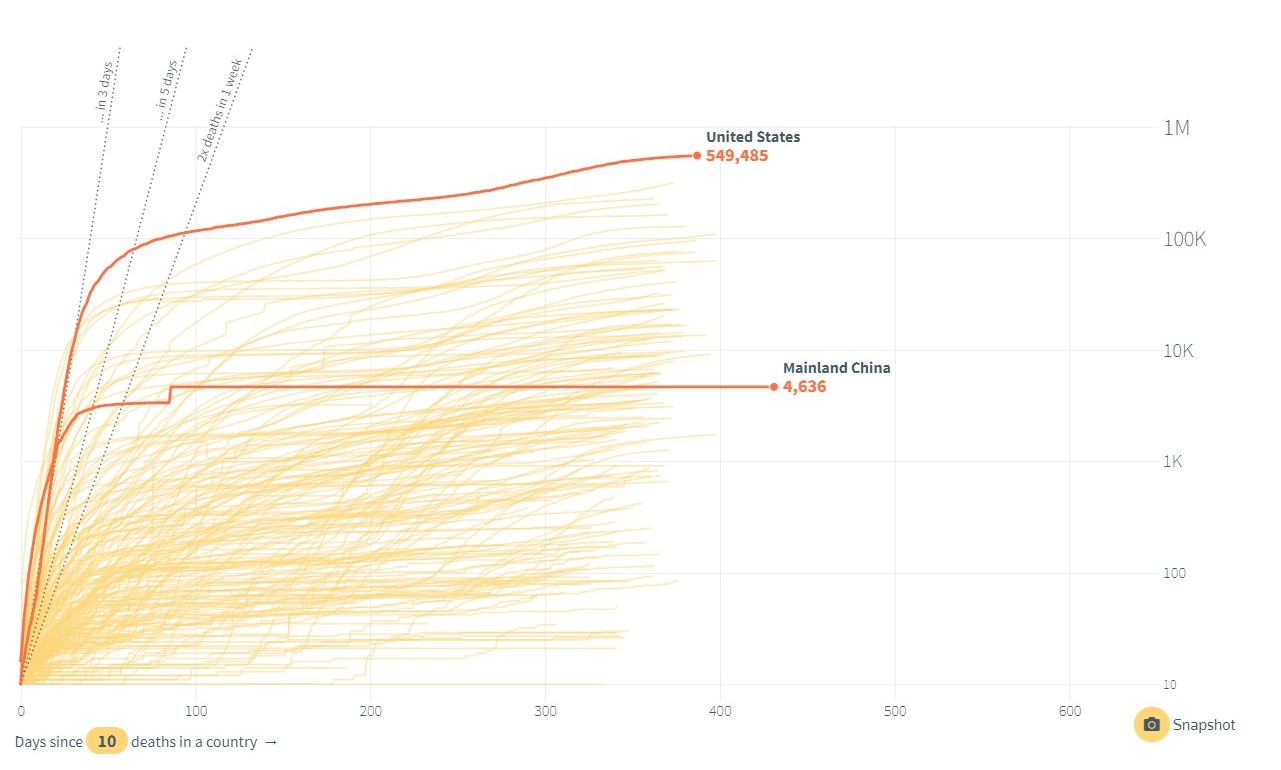 ... in 3 days
... in 5 days
2x deaths in 1 week
United States
549,485
Mainland China
4,636
1M
100K
10K
1K
100
10
0 100 200 300 400 500 600
Days since 10 deaths in a country →
Snapshot